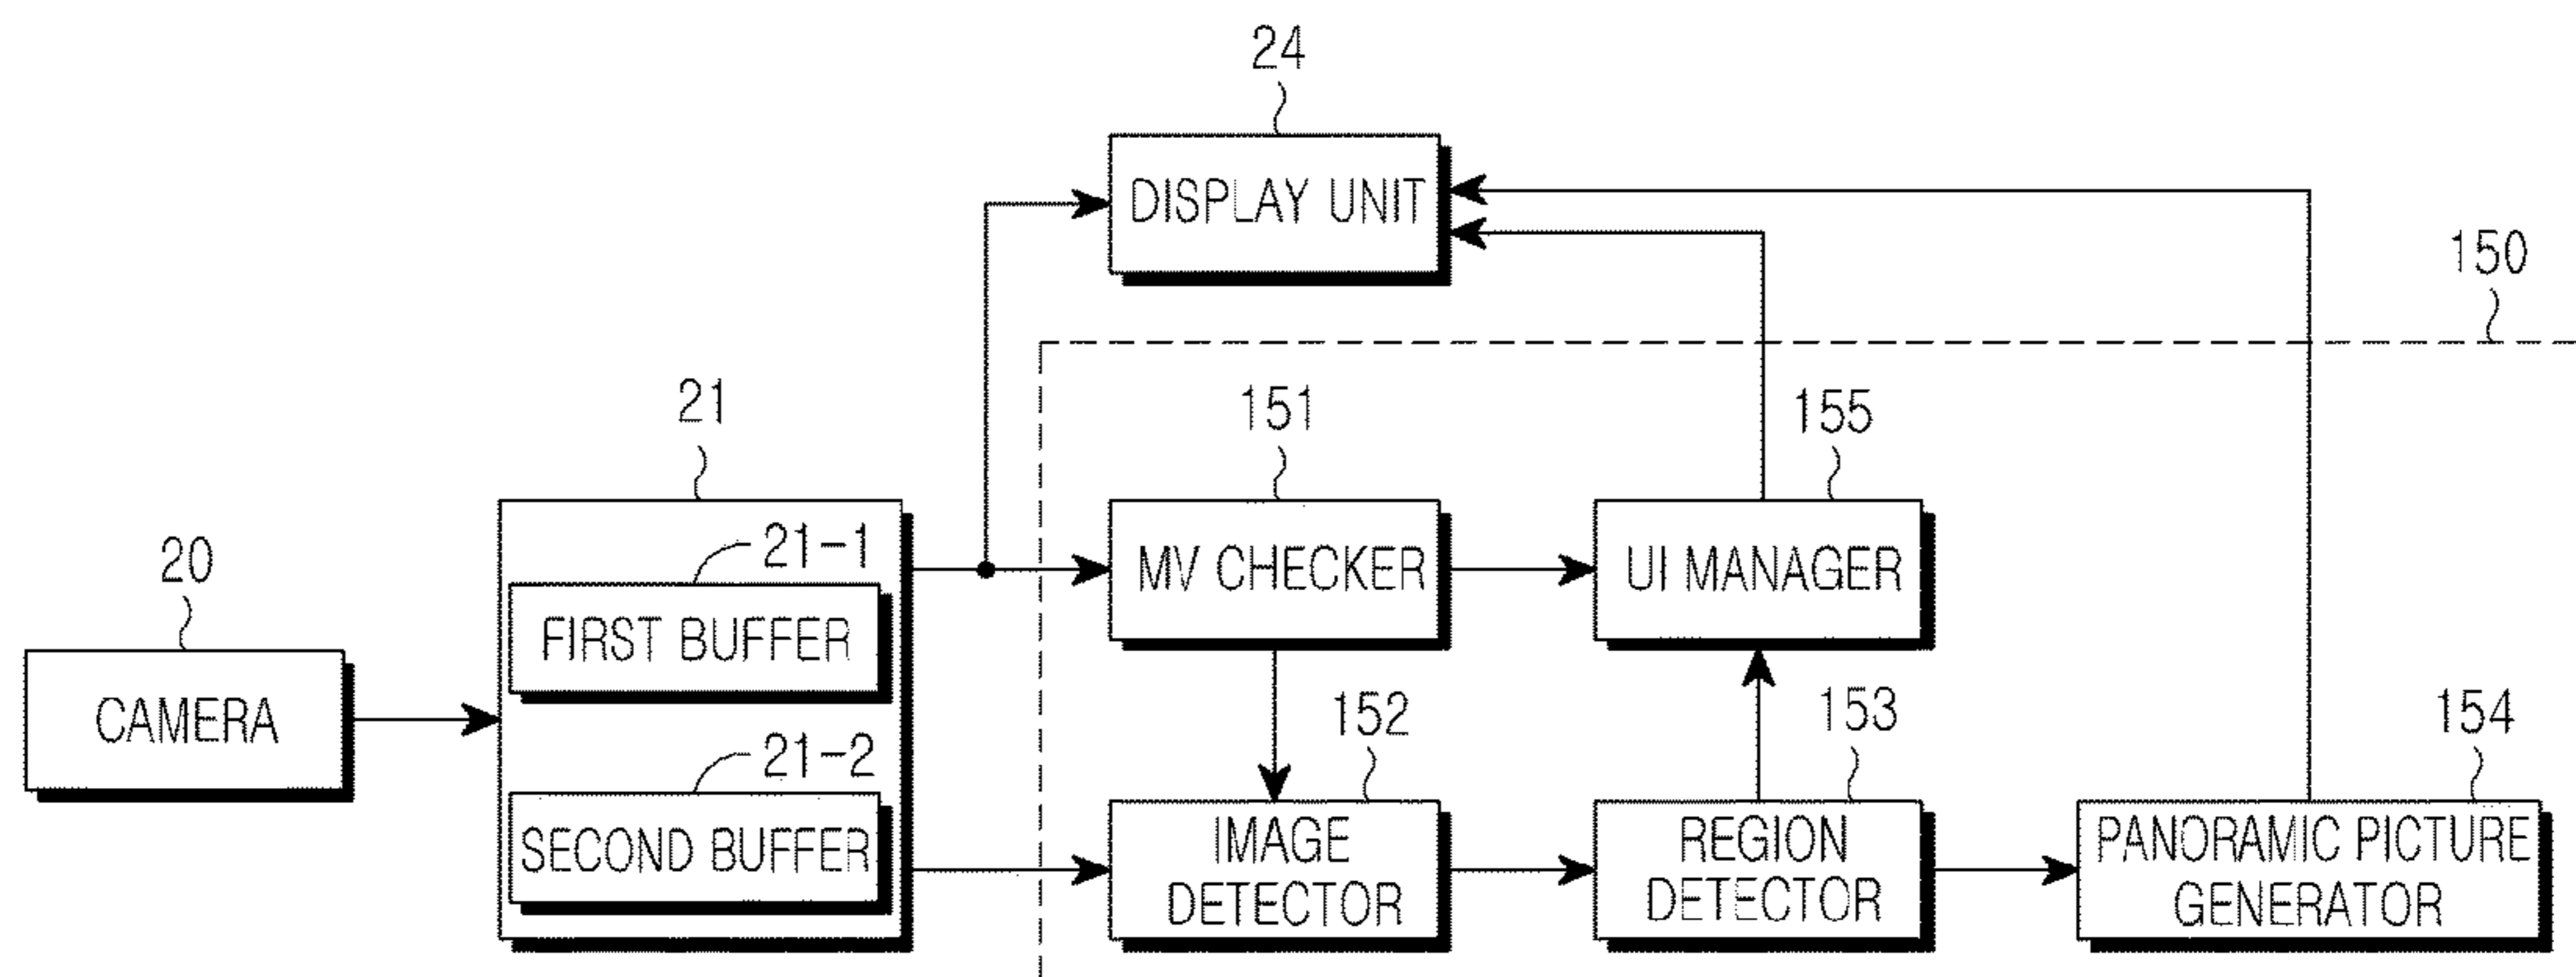 24
DISPLAY UNIT
150
21
151
155
20
21-1
FIRST BUFFER
MV CHECKER
UI MANAGER
CAMERA
21-2
SECOND BUFFER
152
IMAGE
DETECTOR
153
REGION
DETECTOR
154
PANORAMIC PICTURE
GENERATOR